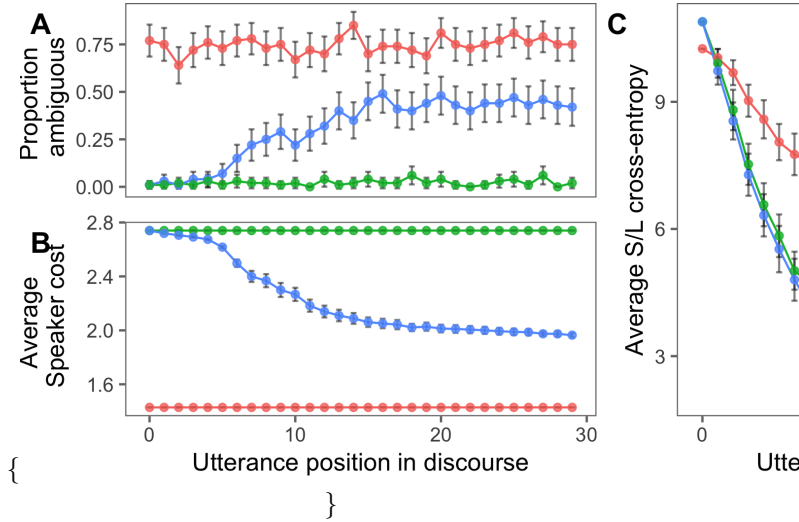 A
Proportion
ambiguous
0.75
0.50
0.25
0.00
B
Average
Speaker cost
2.8
2.4
2.0
1.6
0
10
20
30
Utterance position in discourse
C
Average S/L cross-entropy
9
6
3
0
Utte
{
}